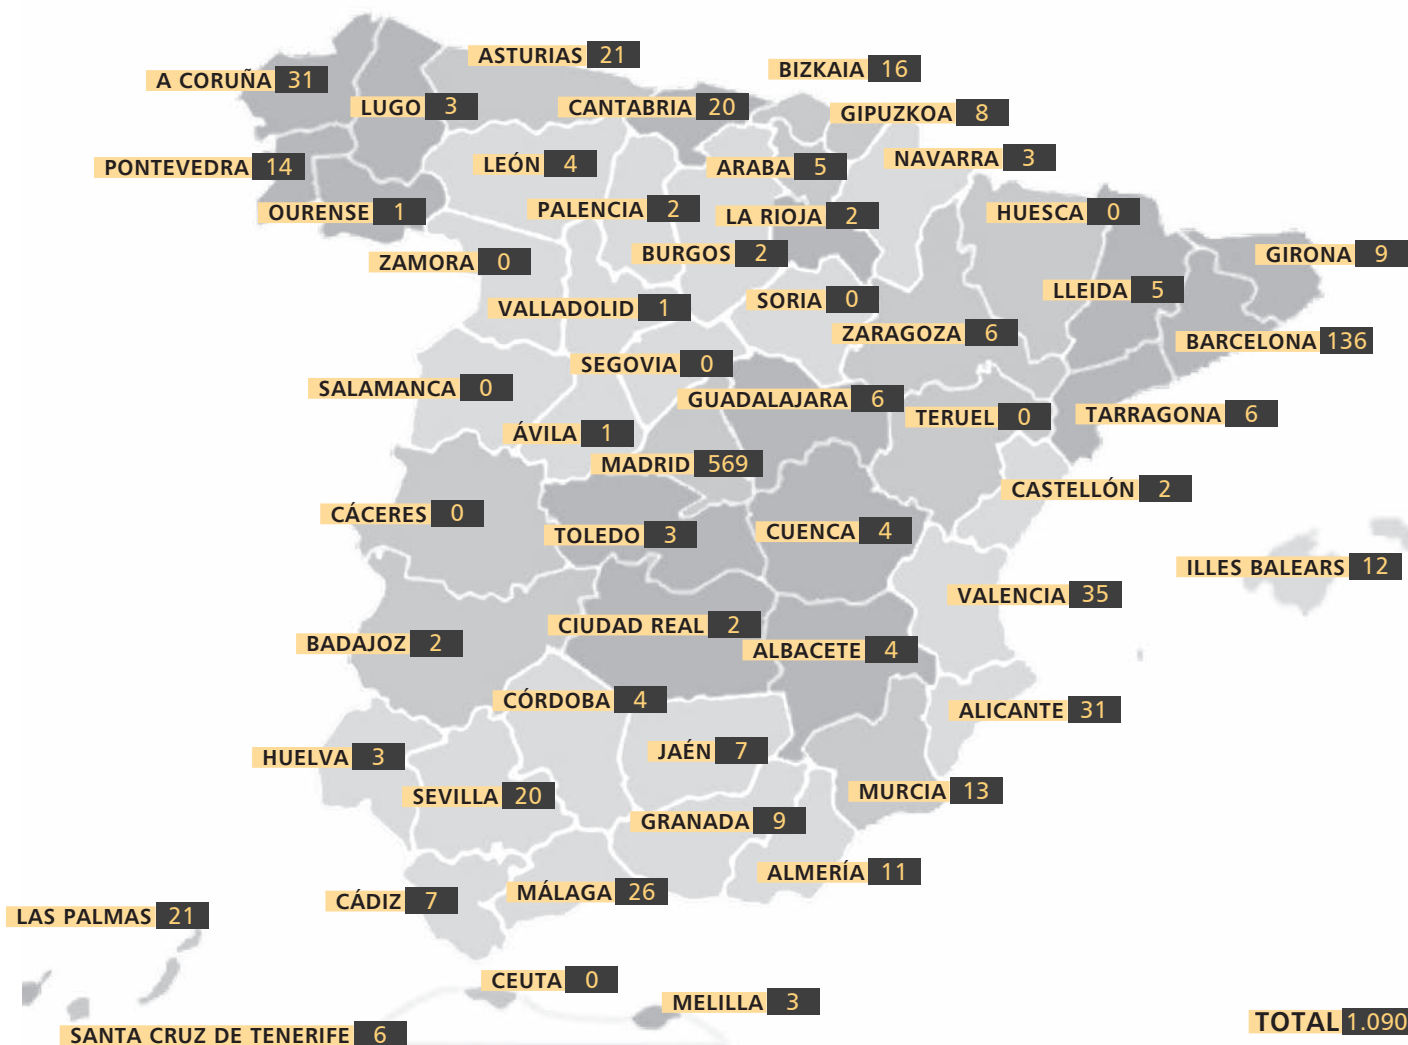 ASTURIAS 21
BIZKAIA 16
A CORUÑA 31
LUGO 3
CANTABRIA 20
GIPUZKOA 8
PONTEVEDRA 14
LEÓN 4
ARABA 5
NAVARRA 3
OURENSE 1
PALENCIA 2
LA RIOJA 2
HUESCA 0
ZAMORA 0
BURGOS 2
GIRONA 9
VALLADOLID 1
SORIA 0
LLEIDA 5
ZARAGOZA 6
BARCELONA 136
SEGOVIA 0
SALAMANCA 0
GUADALAJARA 6
TERUEL 0
TARRAGONA 6
ÁVILA 1
MADRID 569
CASTELLÓN 2
CÁCERES 0
TOLEDO 3
CUENCA 4
ILLES BALEARS 12
VALENCIA 35
BADAJOZ 2
CIUDAD REAL 2
ALBACETE 4
CÓRDOBA 4
ALICANTE 31
HUELVA 3
JAÉN 7
SEVILLA 20
MURCIA 13
GRANADA 9
ALMERÍA 11
CÁDIZ 7
MÁLAGA 26
LAS PALMAS 21
CEUTA 0
MELILLA 3
SANTA CRUZ DE TENERIFE 6
TOTAL 1.090